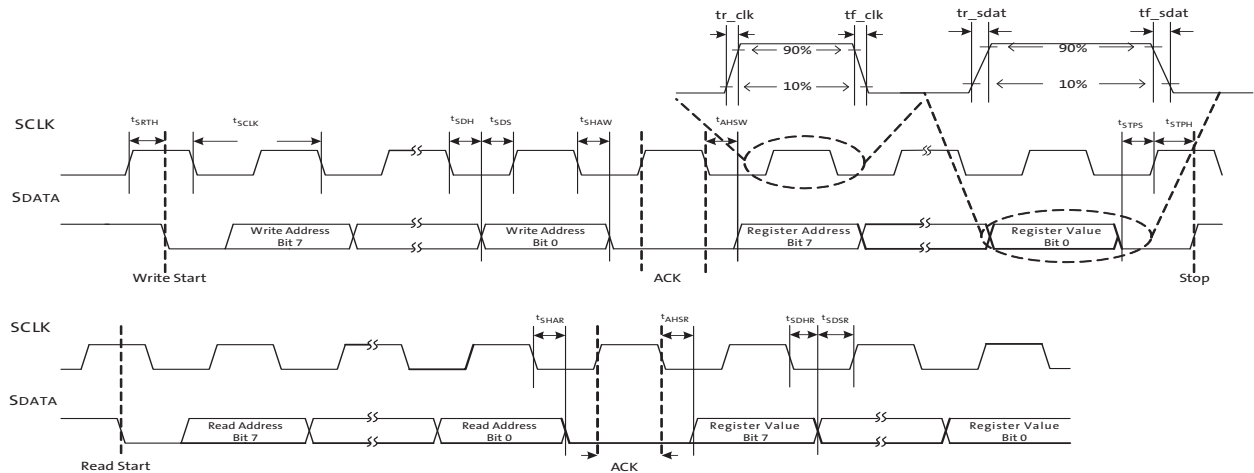 tr_clk tf_clk tr_sdat tf_sdat
90% 90%
10% 10%
SCLK tSRTH tSCLK tSDH tSDS tSHAW tAHSW tSTPS tSTPH
SDATA
Write Address Bit 7
Write Address Bit 0
Register Address Bit 7
Register Value Bit 0
Write Start ACK Stop
SCLK tSHAR tAHSR tSDHR tSDSR
SDATA
Read Address Bit 7
Read Address Bit 0
Register Value Bit 7
Register Value Bit 0
Read Start ACK